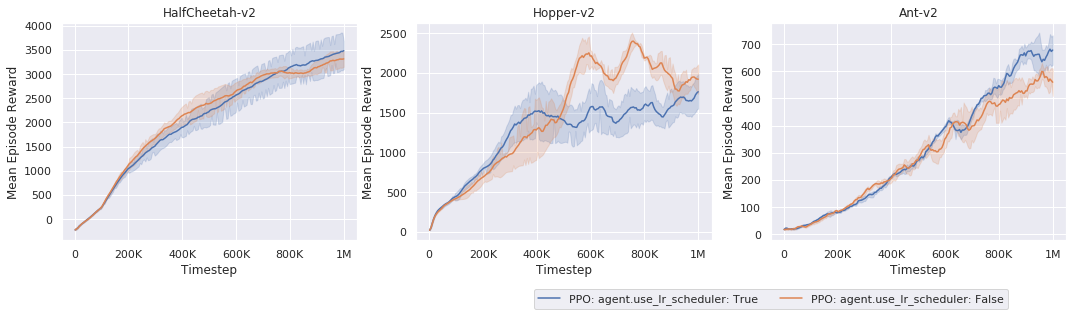 HalfCheetah-v2
Mean Episode Reward
4000
3500
3000
2500
2000
1500
1000
500
0
0 200K 400K 600K 800K 1M
Timestep
Hopper-v2
Mean Episode Reward
2500
2000
1500
1000
500
0
0 200K 400K 600K 800K 1M
Timestep
Ant-v2
Mean Episode Reward
700
600
500
400
300
200
100
0
0 200K 400K 600K 800K 1M
Timestep
PPO: agent.use_lr_scheduler: True PPO: agent.use_lr_scheduler: False